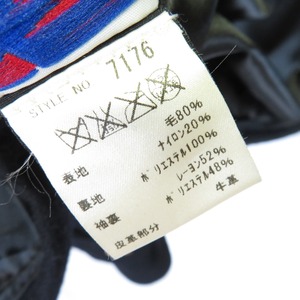 STYLE NO 7176
表地 毛80%
ナイロン20%
裏地 ポリエステル100%
袖裏 レーヨン52%
ポリエステル48%
皮革部分 牛革